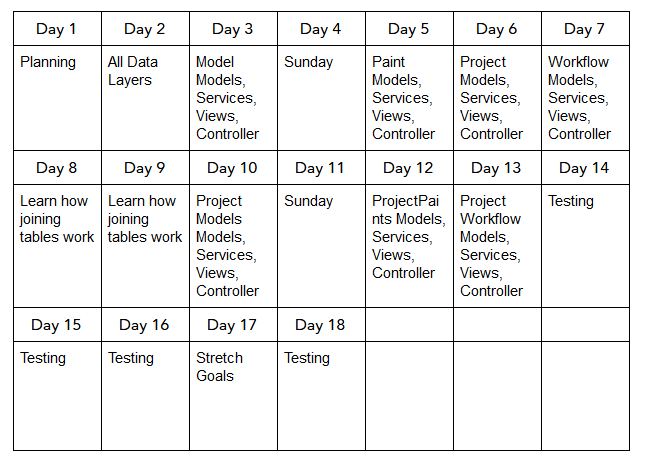 Day 1 Day 2 Day 3 Day 4 Day 5 Day 6 Day 7
Planning
All Data
Layers
Model
Models,
Services,
Views,
Controller
Sunday
Paint
Models,
Services,
Views,
Controller
Project
Models,
Services,
Views,
Controller
Workflow
Models,
Services,
Views,
Controller
Day 8 Day 9 Day 10 Day 11 Day 12 Day 13 Day 14
Learn how
joining
tables work
Learn how
joining
tables work
Project
Models
Models,
Services,
Views,
Controller
Sunday
ProjectPai
nts Models,
Services,
Views,
Controller
Project
Workflow
Models,
Services,
Views,
Controller
Testing
Day 15 Day 16 Day 17 Day 18
Testing
Testing
Stretch
Goals
Testing